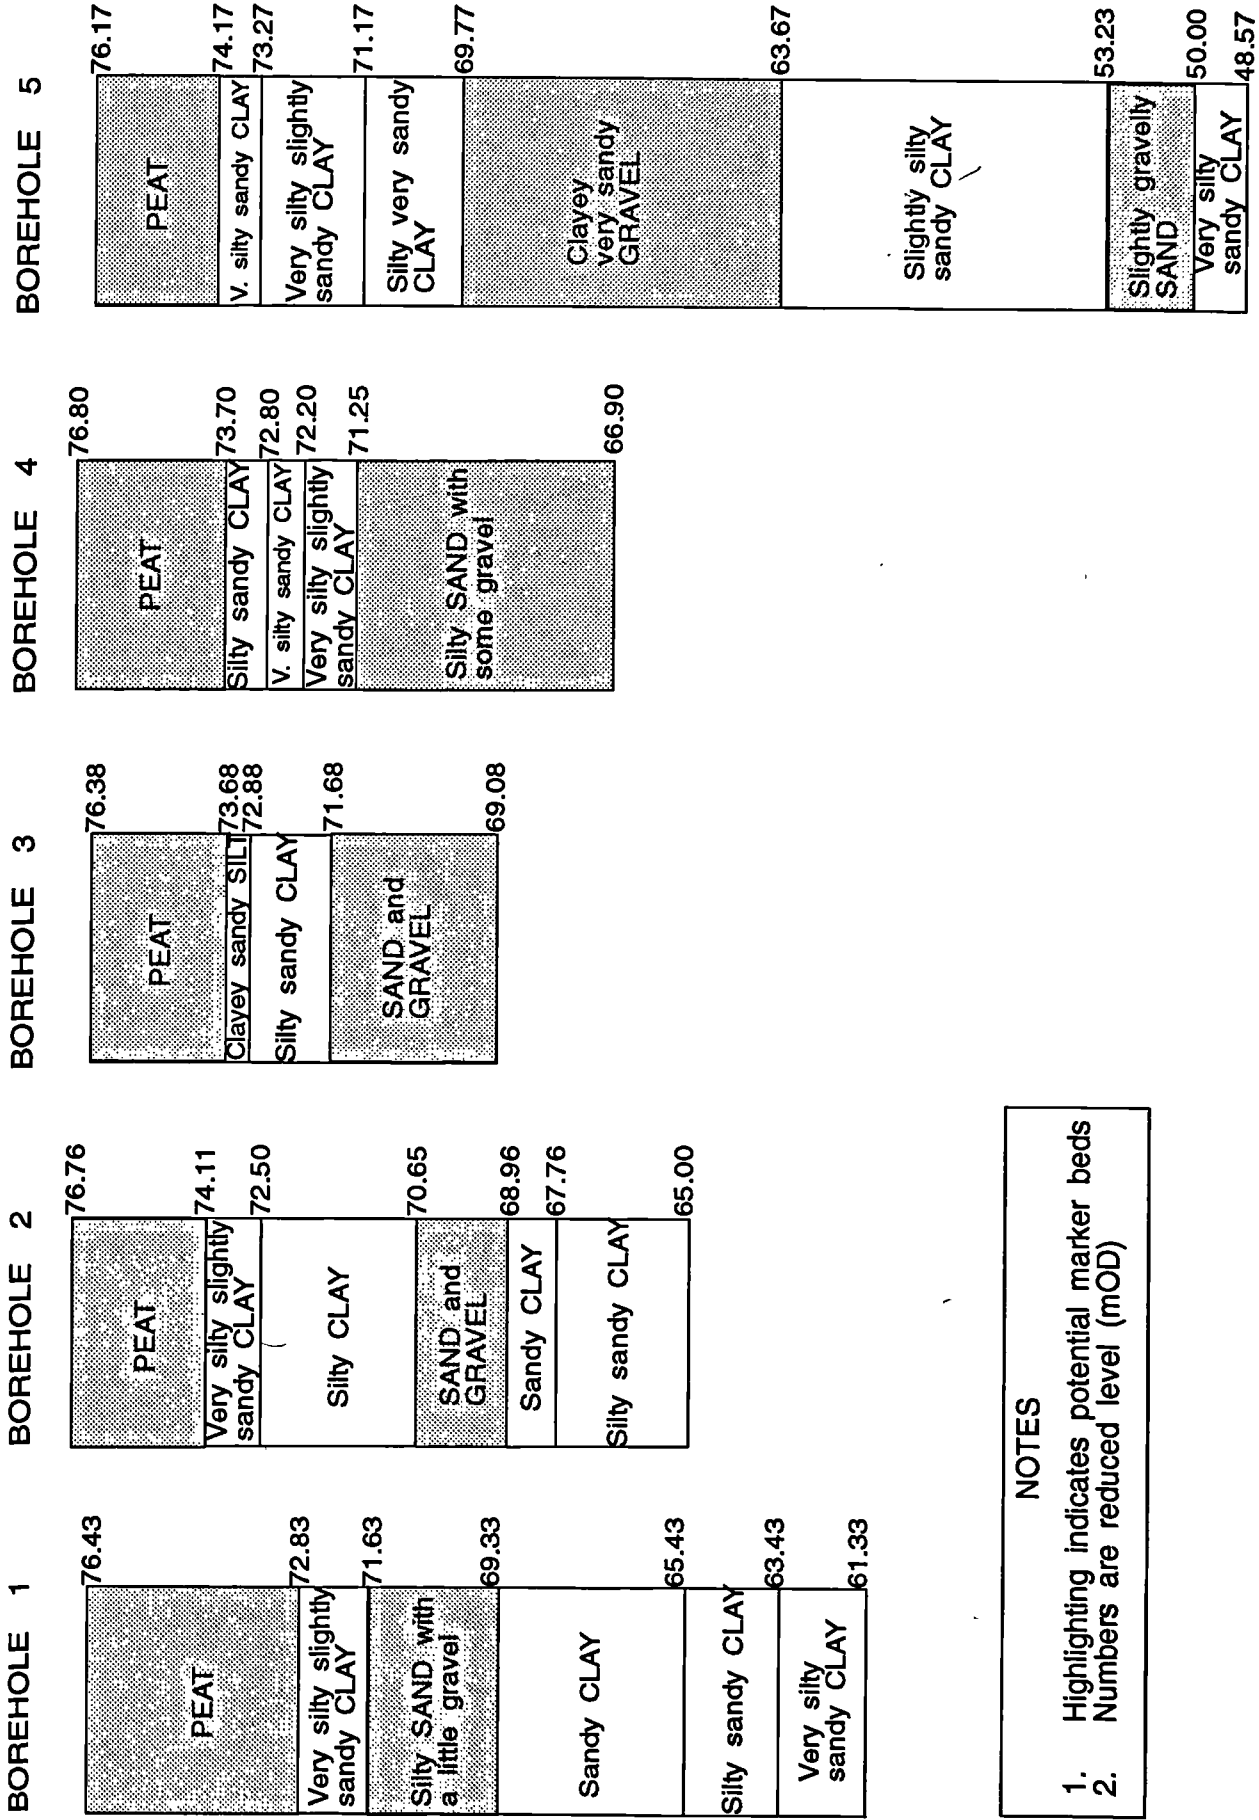 BOREHOLE 1
76.43
PEAT
72.83
Very silty slightly
sandy CLAY
71.63
Silty SAND with
a little gravel
69.33
Sandy CLAY
65.43
Silty sandy CLAY
63.43
Very silty
sandy CLAY
61.33
BOREHOLE 2
76.76
PEAT
74.11
Very silty slightly
sandy CLAY
72.50
Silty CLAY
70.65
SAND and
GRAVEL
68.96
Sandy CLAY
67.76
Silty sandy CLAY
65.00
BOREHOLE 3
76.38
PEAT
73.68
Clayey sandy SILT
72.88
Silty sandy CLAY
71.68
SAND and
GRAVEL
69.08
BOREHOLE 4
76.80
PEAT
73.70
Silty sandy CLAY
72.80
V. silty sandy CLAY
72.20
Very silty slightly
sandy CLAY
71.25
Silty SAND with
some gravel
66.90
BOREHOLE 5
76.17
PEAT
74.17
V. silty sandy CLAY
73.27
Very silty slightly
sandy CLAY
71.17
Silty very sandy
CLAY
69.77
Clayey
very sandy
GRAVEL
63.67
Slightly silty
sandy CLAY
53.23
Slightly gravelly
SAND
50.00
Very silty
sandy CLAY
48.57
NOTES
1. Highlighting indicates potential marker beds
2. Numbers are reduced level (mOD)